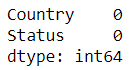 Country    0
Status     0
dtype: int64